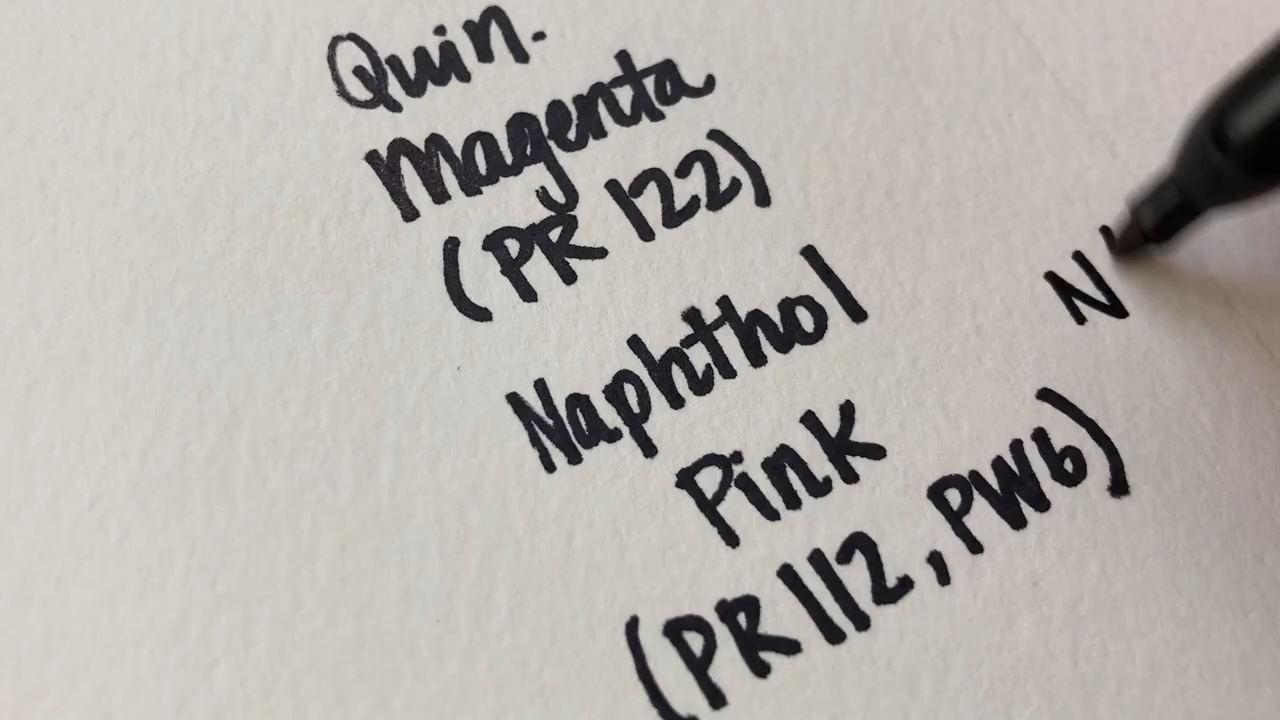 Quin.
Magenta
(PR 122)
Naphthol
Pink
(PR112, PW6)
N